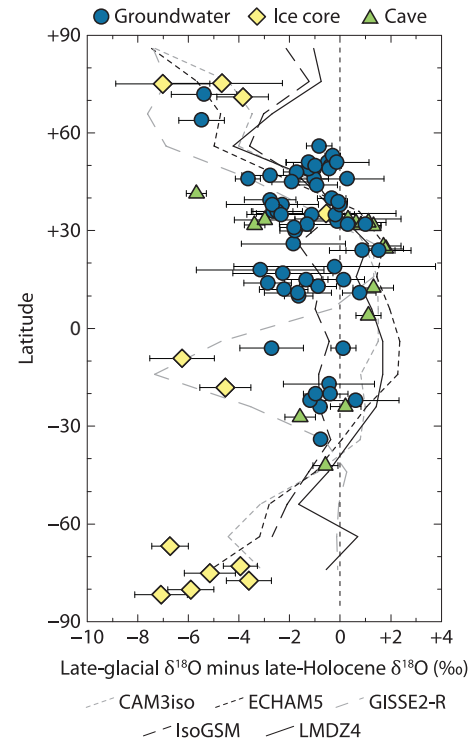 Groundwater Ice core Cave
+90
+60
+30
0
−30
−60
−90
Latitude
−10 −8 −6 −4 −2 0 +2 +4
Late-glacial δ¹⁸O minus late-Holocene δ¹⁸O (‰)
CAM3iso ECHAM5 GISSE2-R
IsoGSM LMDZ4